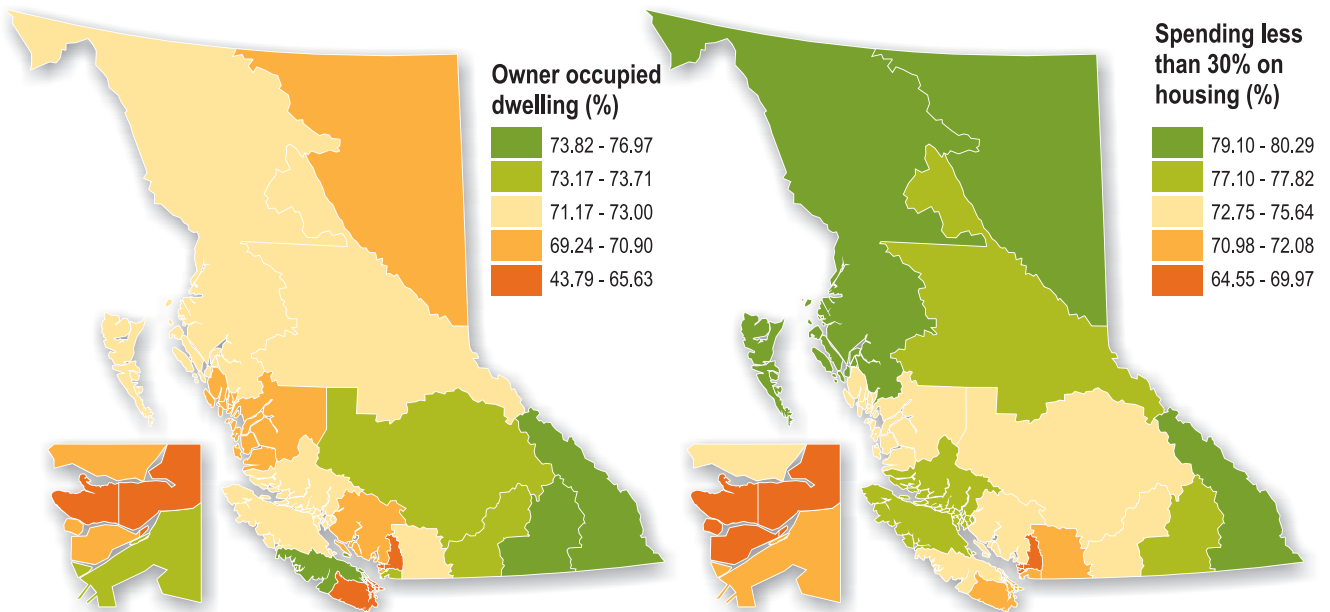 Owner occupied
dwelling (%)
73.82 - 76.97
73.17 - 73.71
71.17 - 73.00
69.24 - 70.90
43.79 - 65.63
Spending less
than 30% on
housing (%)
79.10 - 80.29
77.10 - 77.82
72.75 - 75.64
70.98 - 72.08
64.55 - 69.97